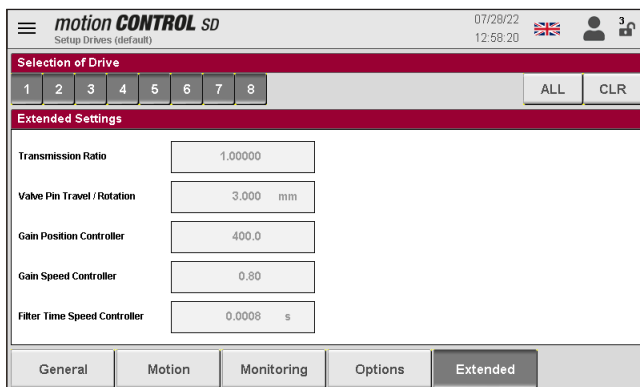 motion CONTROL SD
Setup Drives (default)
07/28/22
12:58:20
3
Selection of Drive
1 2 3 4 5 6 7 8 ALL CLR
Extended Settings
Transmission Ratio 1.00000
Valve Pin Travel / Rotation 3.000 mm
Gain Position Controller 400.0
Gain Speed Controller 0.80
Filter Time Speed Controller 0.0008 s
General Motion Monitoring Options Extended